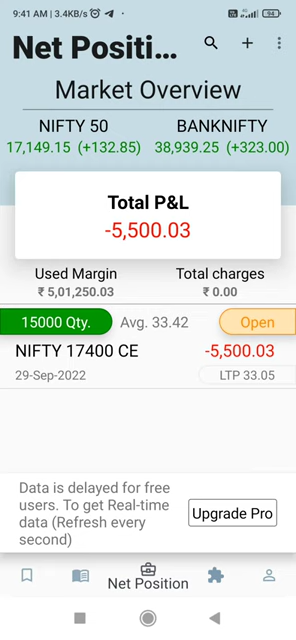 9:41 AM | 3.4KB/s
94
Net Positi...
Market Overview
NIFTY 50
BANKNIFTY
17,149.15 (+132.85)
38,939.25 (+323.00)
Total P&L
-5,500.03
Used Margin
Total charges
₹ 5,01,250.03
₹ 0.00
15000 Qty.
Avg. 33.42
Open
NIFTY 17400 CE
-5,500.03
29-Sep-2022
LTP 33.05
Data is delayed for free
users. To get Real-time
data (Refresh every
second)
Upgrade Pro
Net Position